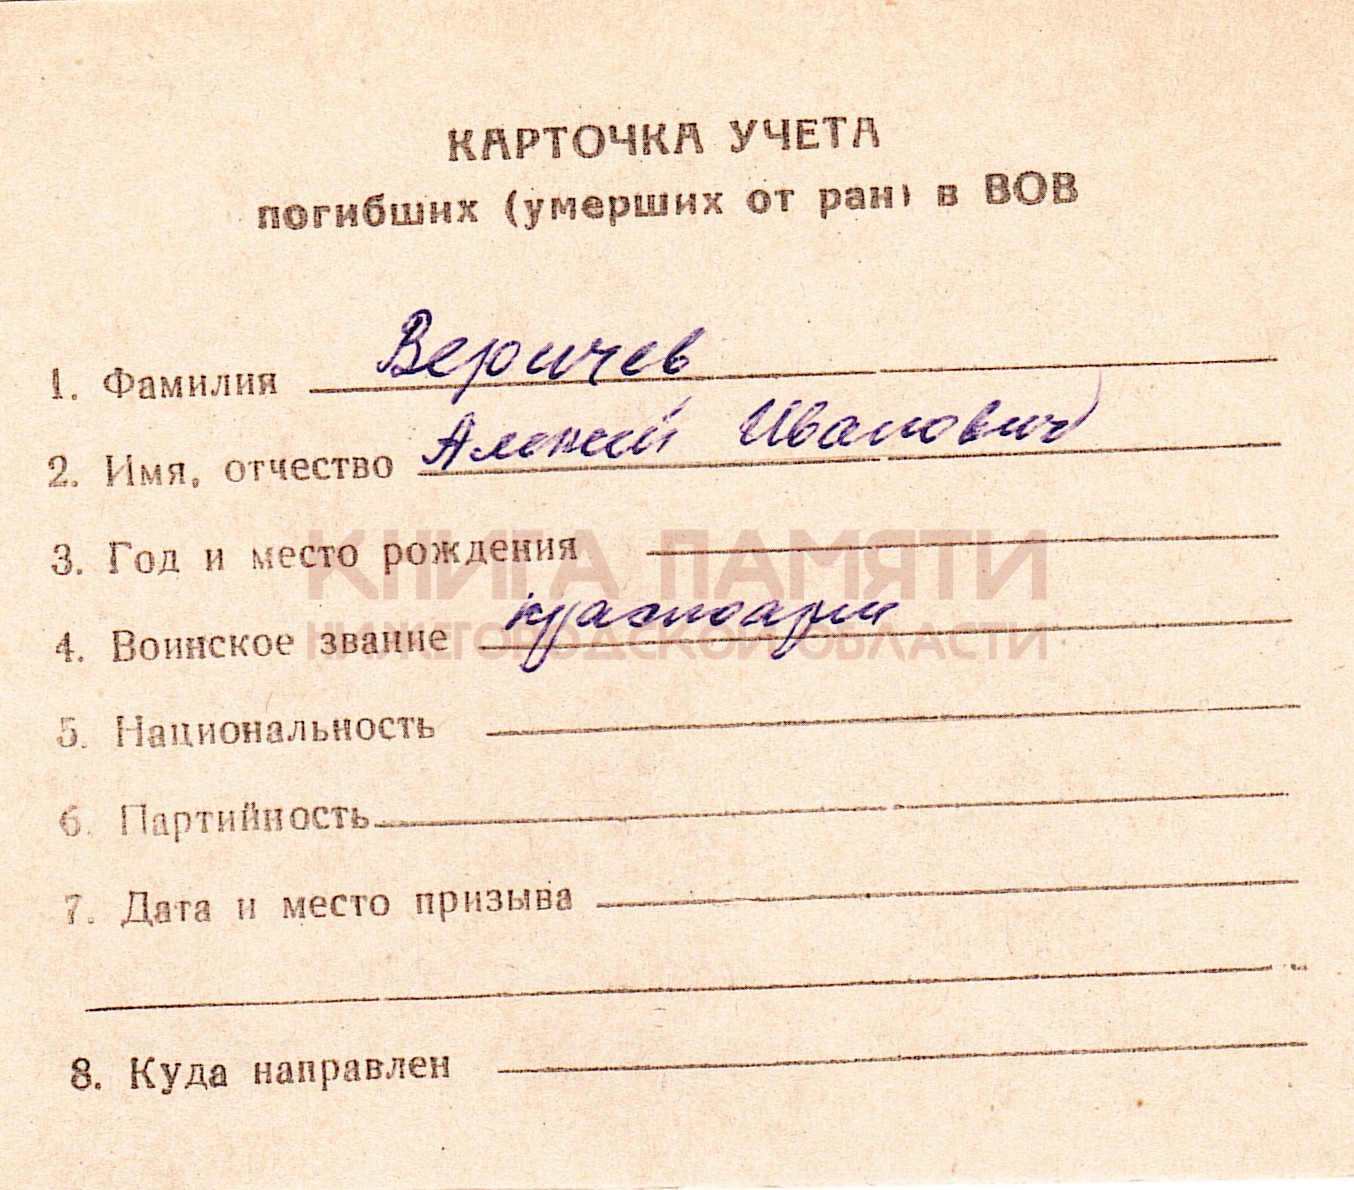 КАРТОЧКА УЧЕТА
погибших (умерших от ран) в ВОВ
1. Фамилия Веричев
2. Имя, отчество Алексей Иванович
3. Год и место рождения
КНИГА ПАМЯТИ
4. Воинское звание красноарм
НИЖЕГОРОДСКОЙ ОБЛАСТИ
5. Национальность
6. Партийность
7. Дата и место призыва
8. Куда направлен